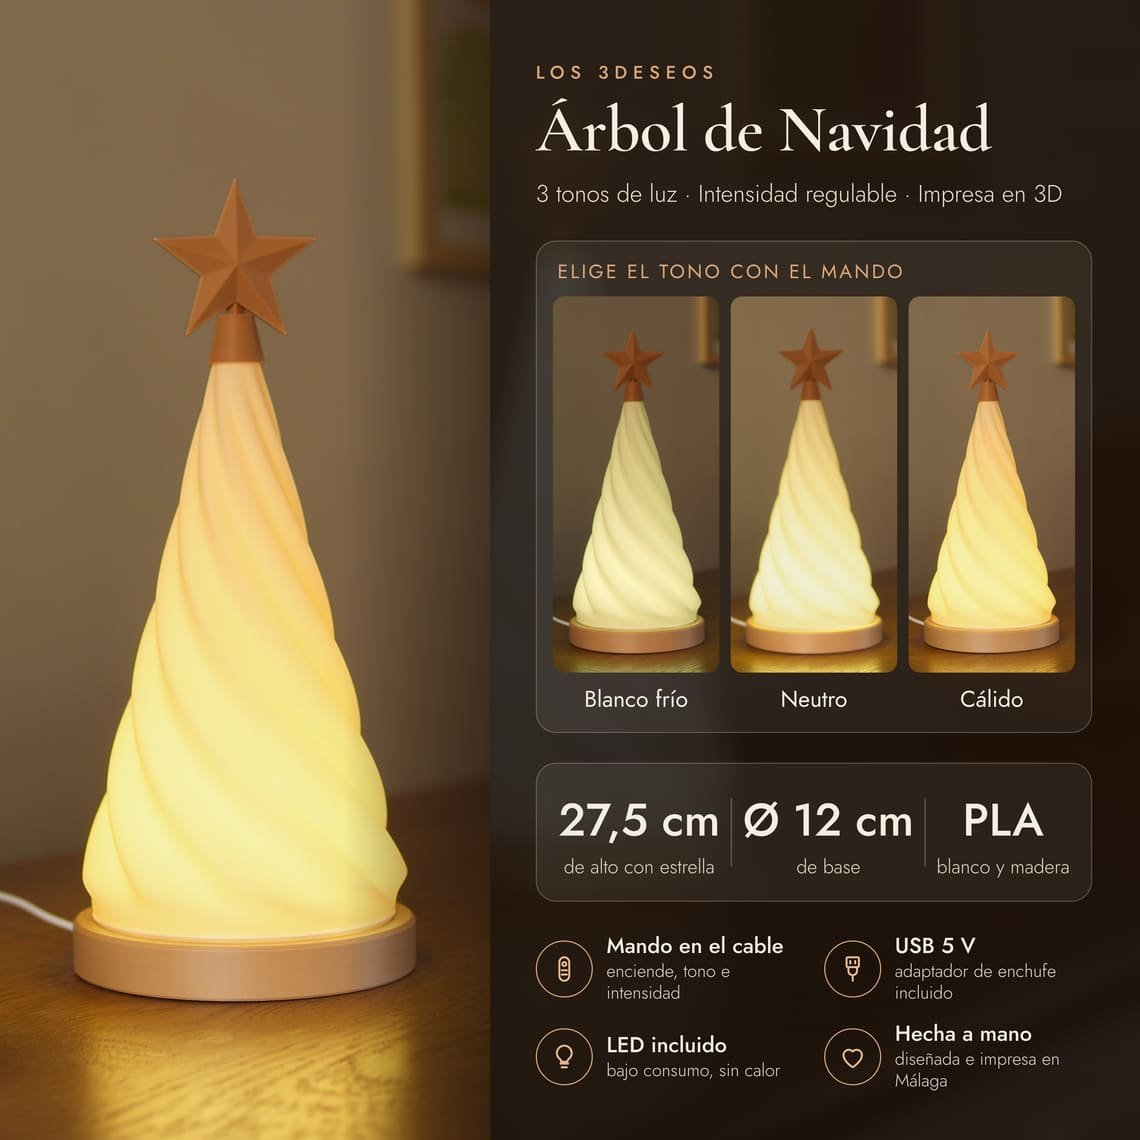 LOS 3DESEOS
Árbol de Navidad
3 tonos de luz · Intensidad regulable · Impresa en 3D
ELIGE EL TONO CON EL MANDO
Blanco frío
Neutro
Cálido
27,5 cm
de alto con estrella
Ø 12 cm
de base
PLA
blanco y madera
Mando en el cable
enciende, tono e
intensidad
USB 5 V
adaptador de enchufe
incluido
LED incluido
bajo consumo, sin calor
Hecha a mano
diseñada e impresa en
Málaga